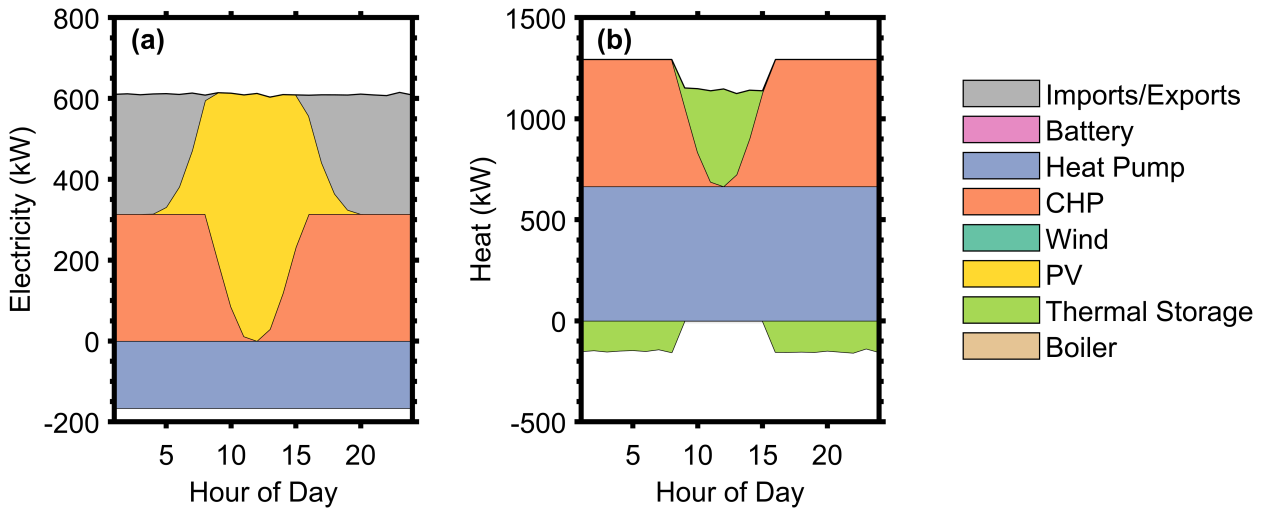 (a)
800
600
400
200
0
-200
Electricity (kW)
5 10 15 20
Hour of Day
(b)
1500
1000
500
0
-500
Heat (kW)
5 10 15 20
Hour of Day
Imports/Exports
Battery
Heat Pump
CHP
Wind
PV
Thermal Storage
Boiler